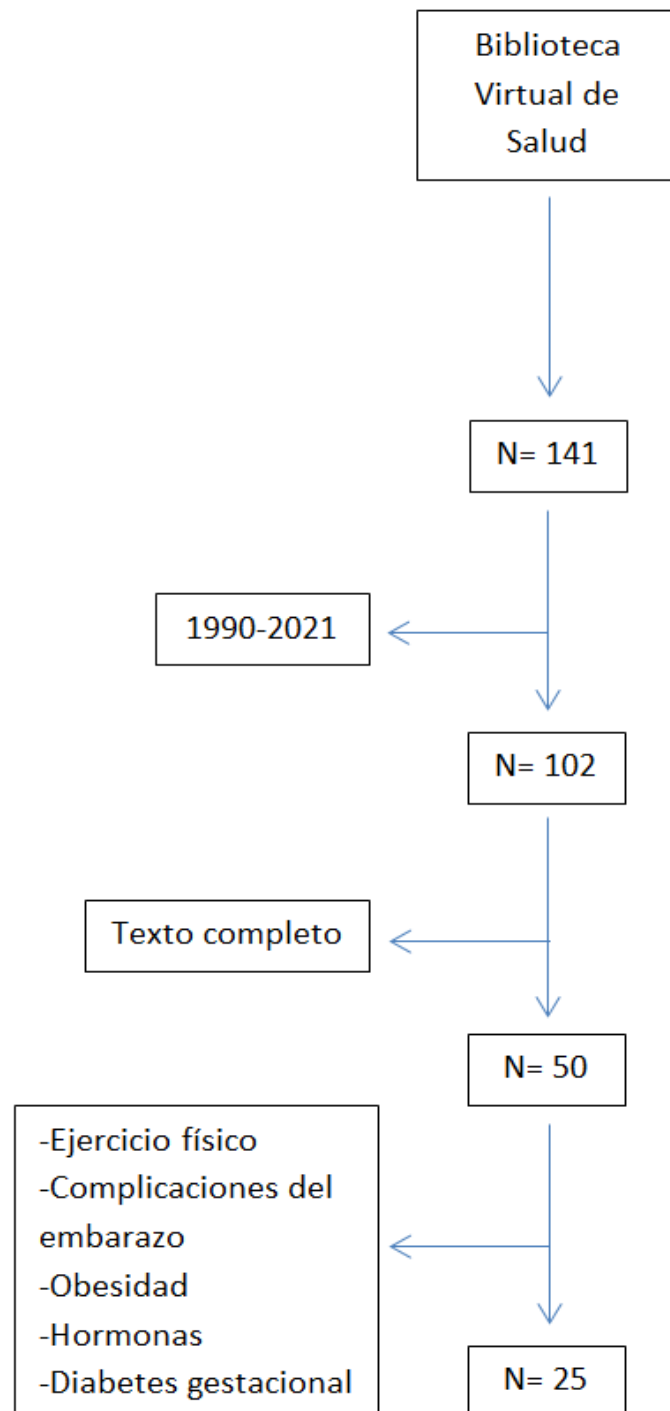 Biblioteca
Virtual de
Salud
N= 141
1990-2021
N= 102
Texto completo
N= 50
-Ejercicio físico
-Complicaciones del
embarazo
-Obesidad
-Hormonas
-Diabetes gestacional
N= 25